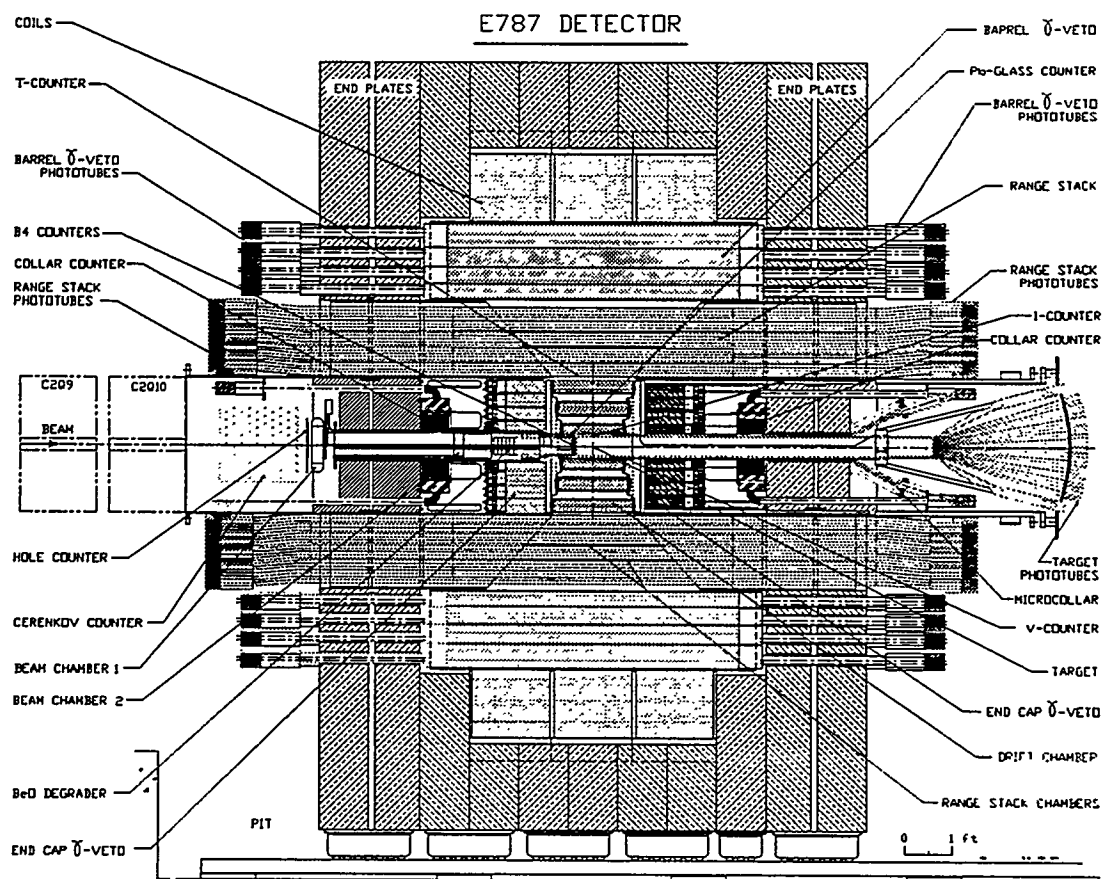 E787 DETECTOR
COILS
T-COUNTER
BARREL γ-VETO
PHOTOTUBES
B4 COUNTERS
COLLAR COUNTER
RANGE STACK
PHOTOTUBES
END PLATES
END PLATES
BARREL γ-VETO
Pb-GLASS COUNTER
BARREL γ-VETO
PHOTOTUBES
RANGE STACK
RANGE STACK
PHOTOTUBES
I-COUNTER
COLLAR COUNTER
C209
C2010
BEAM
HOLE COUNTER
CERENKOV COUNTER
BEAM CHAMBER 1
BEAM CHAMBER 2
BeO DEGRADER
END CAP γ-VETO
PIT
TARGET
PHOTOTUBES
MICROCOLLAR
V-COUNTER
TARGET
END CAP γ-VETO
DRIFT CHAMBER
RANGE STACK CHAMBERS
0 1 ft